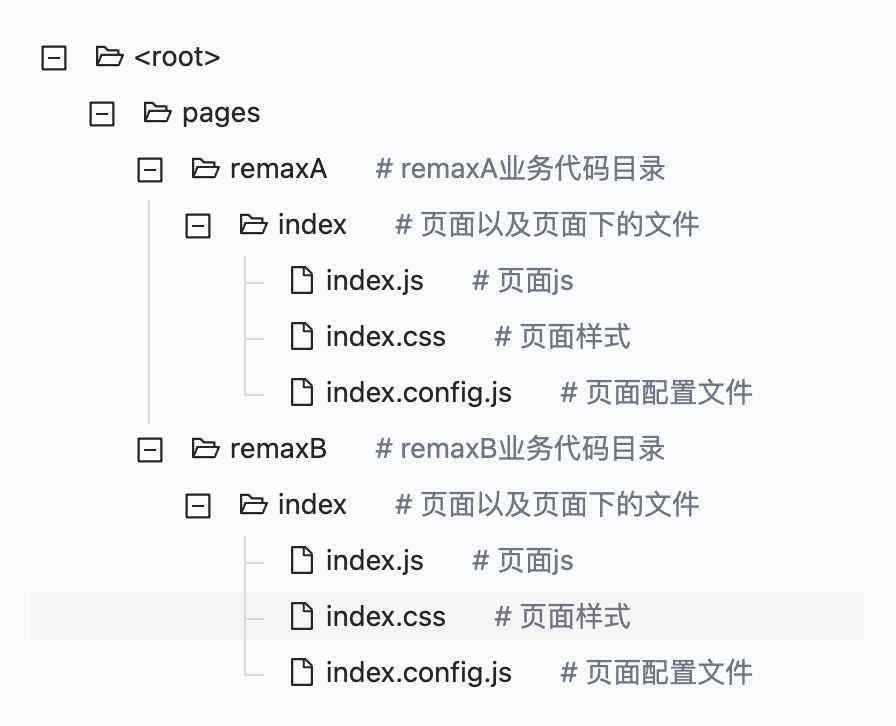 <root>
pages
remaxA # remaxA业务代码目录
index # 页面以及页面下的文件
index.js # 页面js
index.css # 页面样式
index.config.js # 页面配置文件
remaxB # remaxB业务代码目录
index # 页面以及页面下的文件
index.js # 页面js
index.css # 页面样式
index.config.js # 页面配置文件